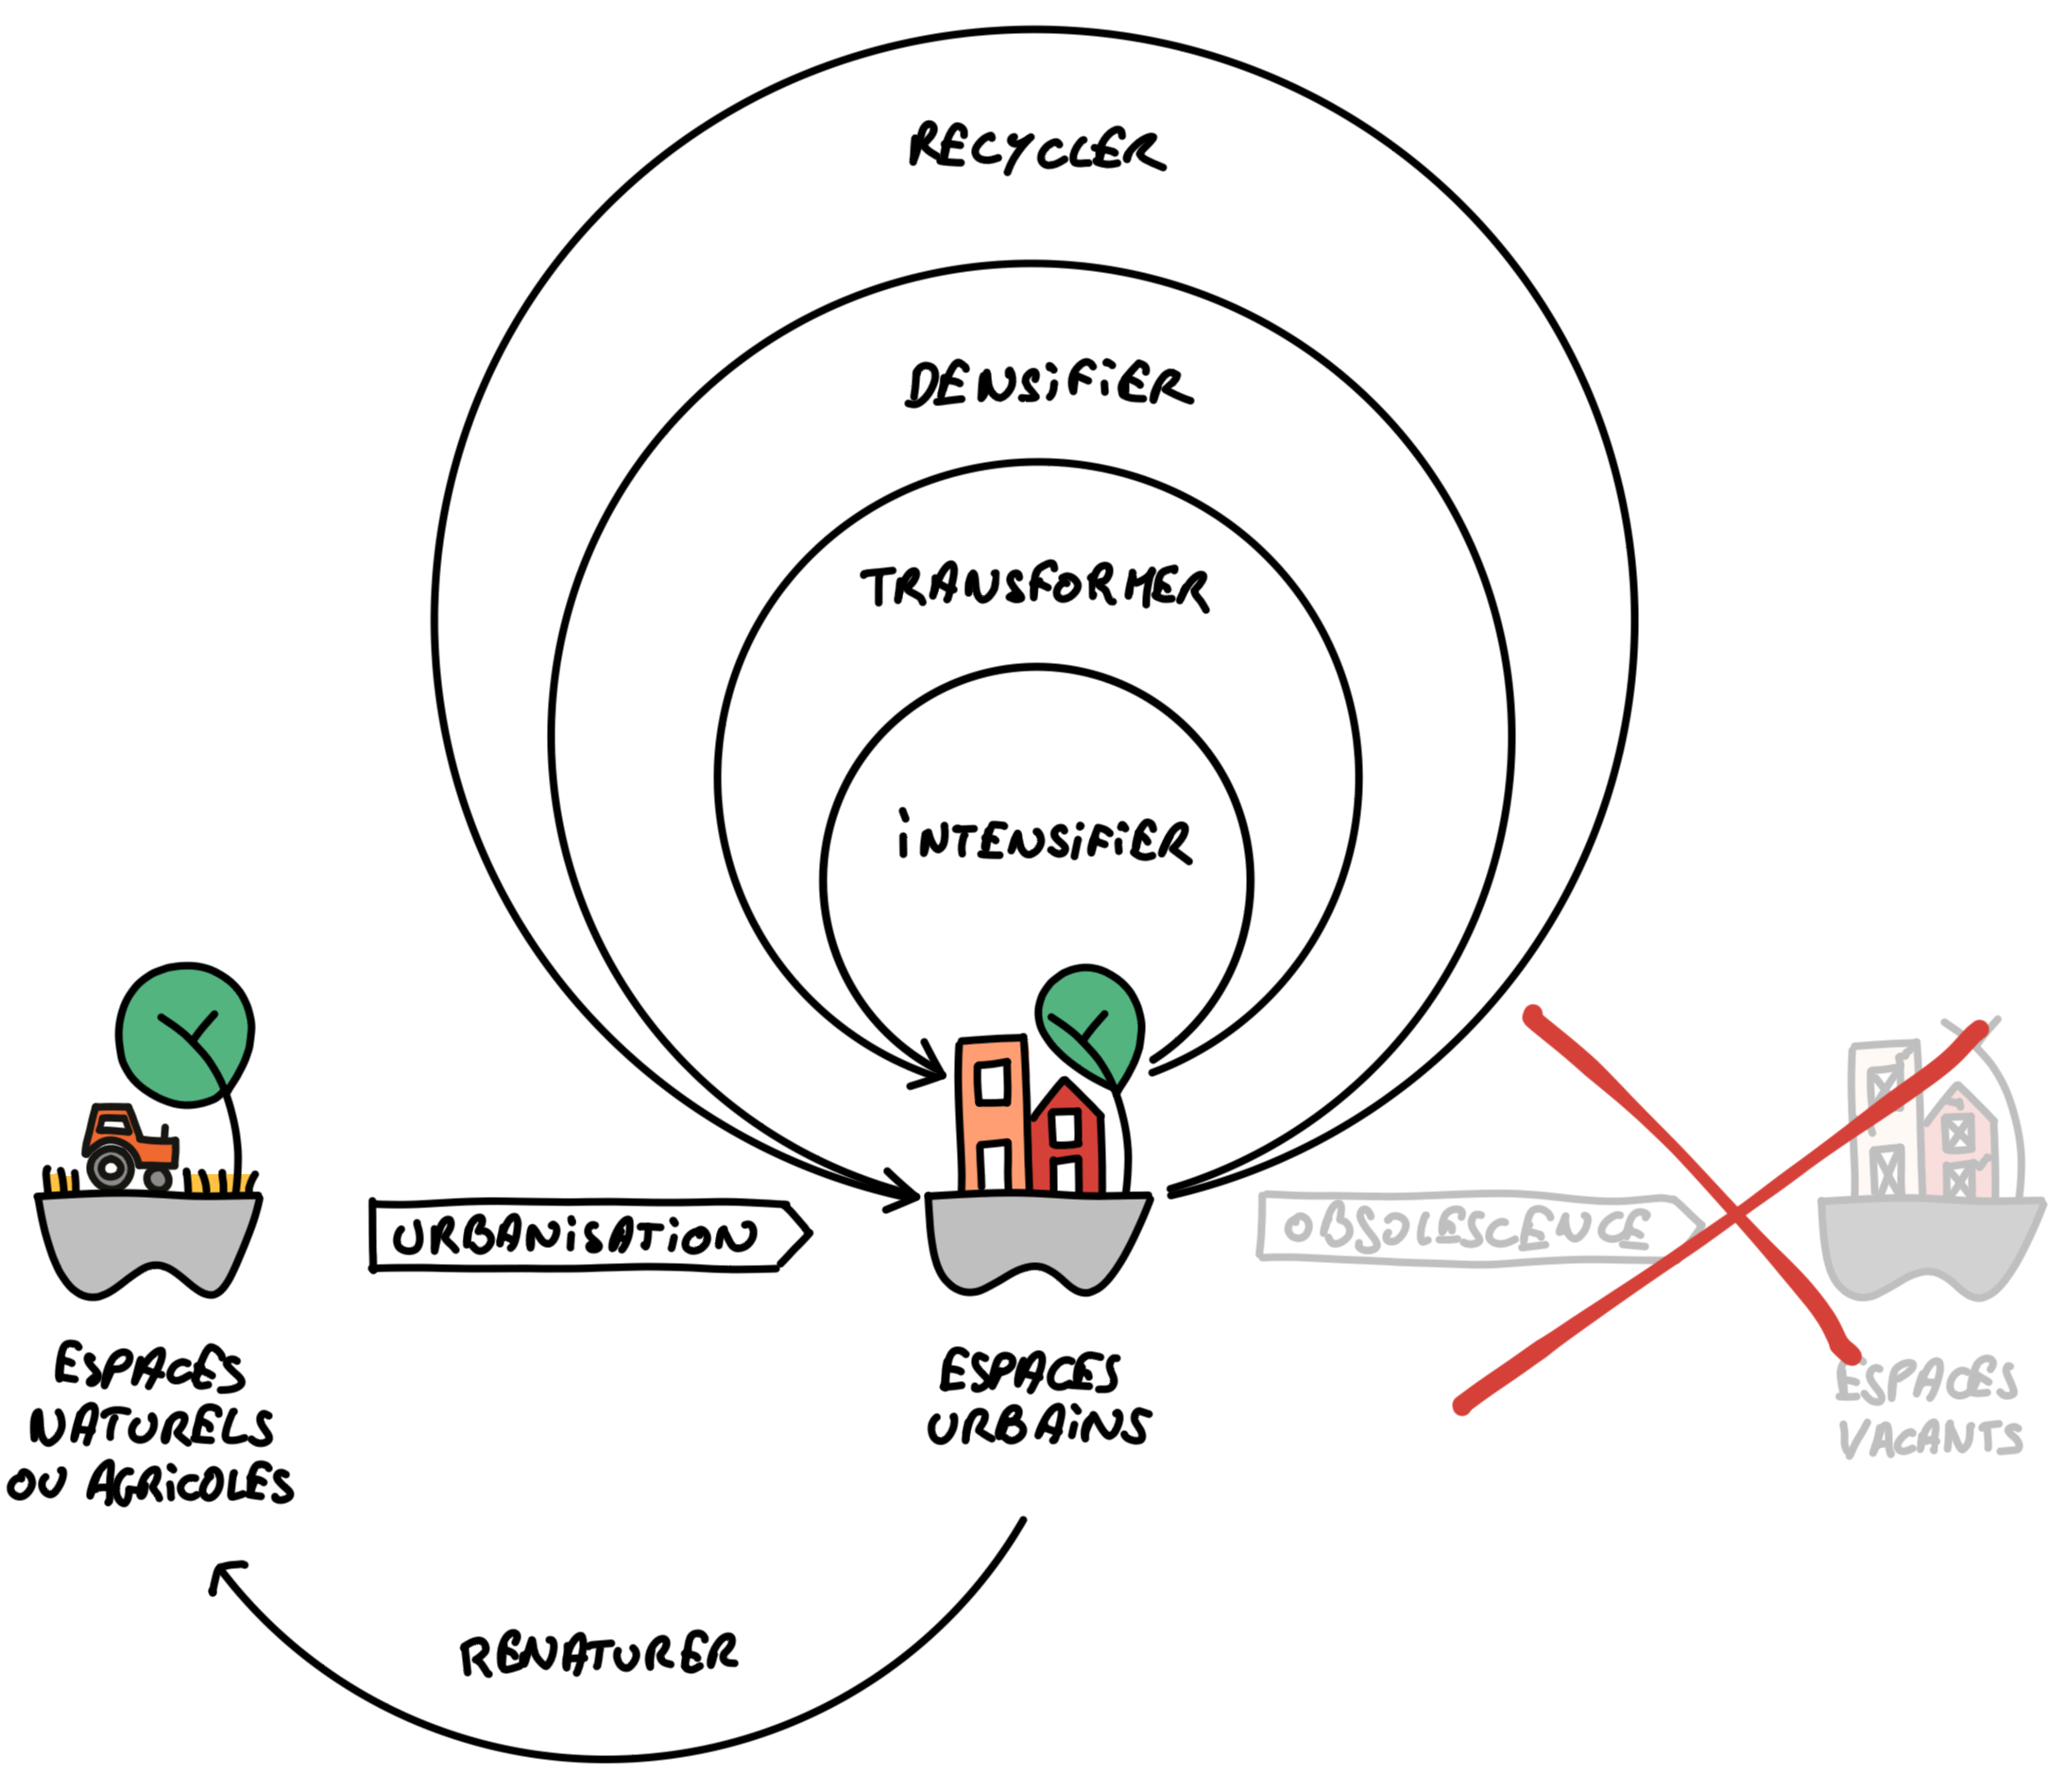 RECYCLER
DENSiFiER
TRANSFORMER
iNTENSiFiER
URBANiSATiON
OBSOLESCENCE
ESPACES
NATURELS
OU AGRiCOLES
ESPACES
URBAiNS
ESPACES
VACANTS
RENATURER